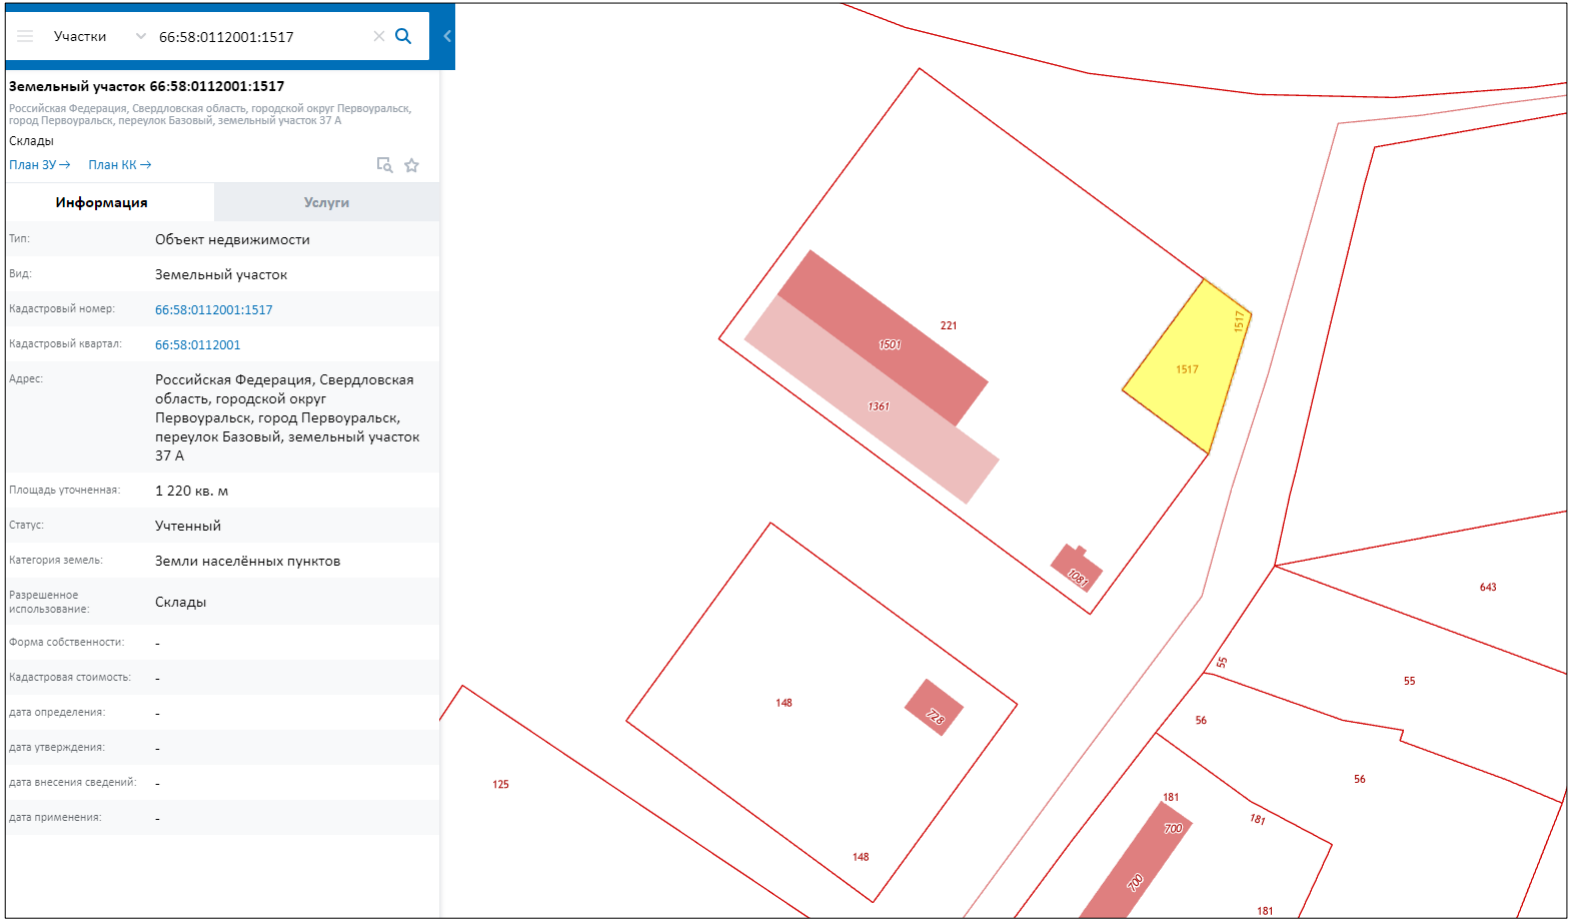 Участки 66:58:0112001:1517
Земельный участок 66:58:0112001:1517
Российская Федерация, Свердловская область, городской округ Первоуральск,
город Первоуральск, переулок Базовый, земельный участок 37 А
Склады
План ЗУ→ План КК→
Информация Услуги
Тип: Объект недвижимости
Вид: Земельный участок
Кадастровый номер: 66:58:0112001:1517
Кадастровый квартал: 66:58:0112001
Адрес: Российская Федерация, Свердловская
область, городской округ
Первоуральск, город Первоуральск,
переулок Базовый, земельный участок
37 А
Площадь уточненная: 1 220 кв. м
Статус: Учтенный
Категория земель: Земли населённых пунктов
Разрешенное
использование: Склады
Форма собственности: -
Кадастровая стоимость: -
дата определения: -
дата утверждения: -
дата внесения сведений: -
дата применения: -
1517
221
1501
1517
1361
1081
643
55
55
148
728
56
56
125
181
181
700
148
700
181